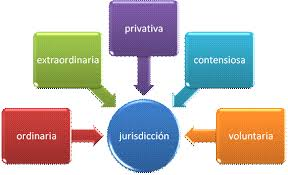 privativa
extraordinaria
contensiosa
ordinaria
jurisdicción
voluntaria